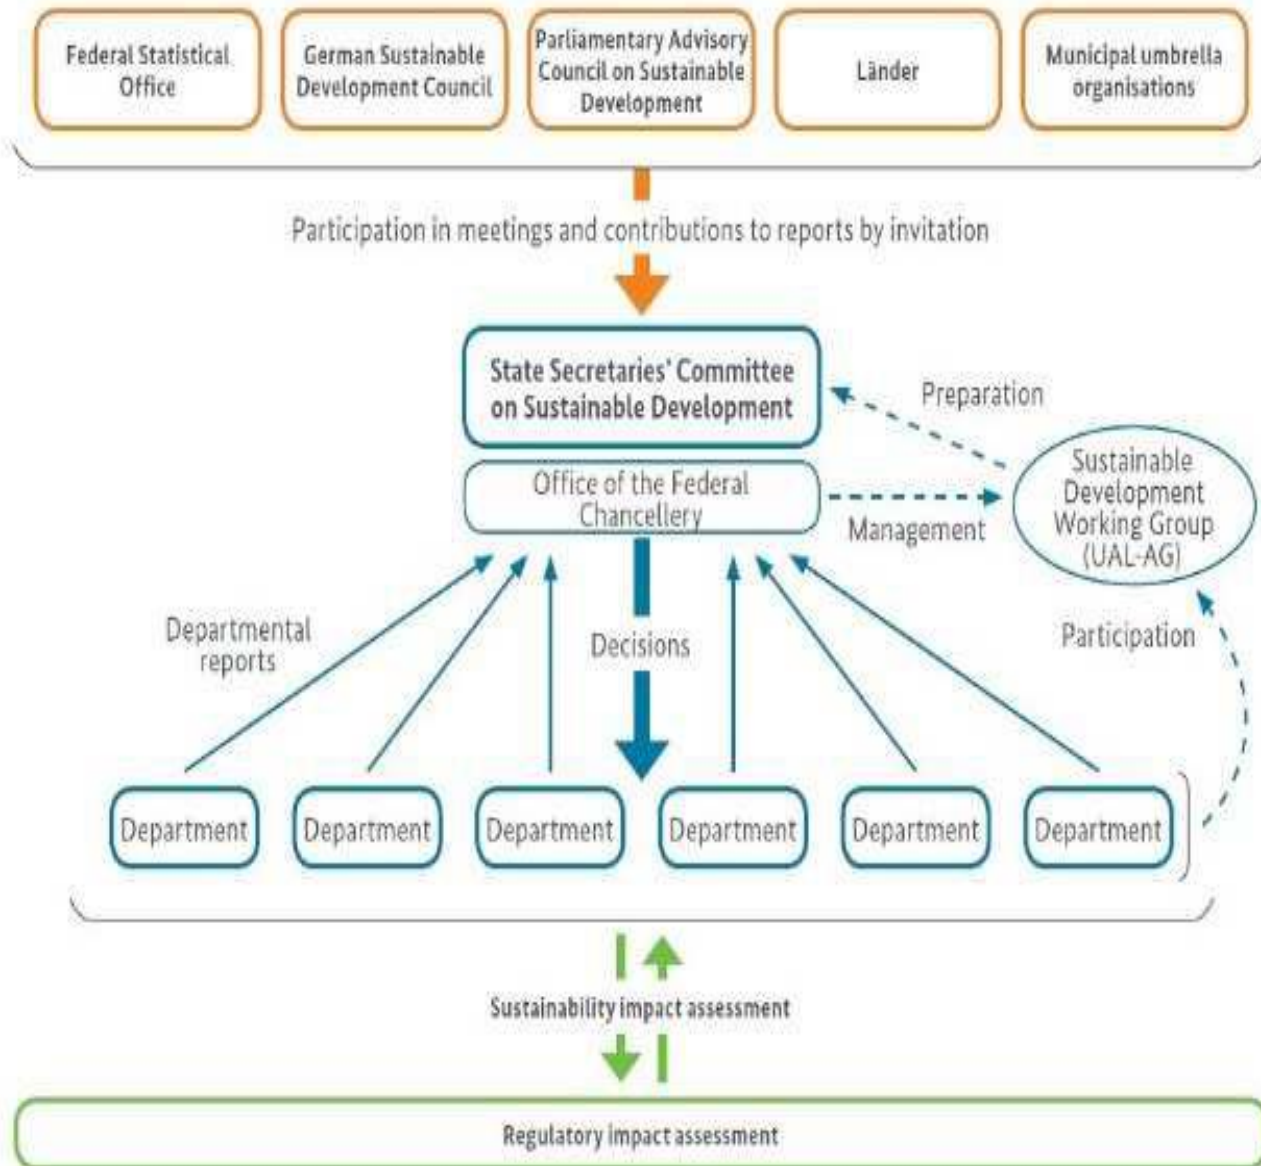 Federal Statistical
Office
German Sustainable
Development Council
Parliamentary Advisory
Council on Sustainable
Development
Länder
Municipal umbrella
organisations
Participation in meetings and contributions to reports by invitation
State Secretaries' Committee
on Sustainable Development
Preparation
Office of the Federal
Chancellery
Management
Sustainable
Development
Working Group
(UAL-AG)
Departmental
reports
Decisions
Participation
Department
Department
Department
Department
Department
Department
Sustainability impact assessment
Regulatory impact assessment